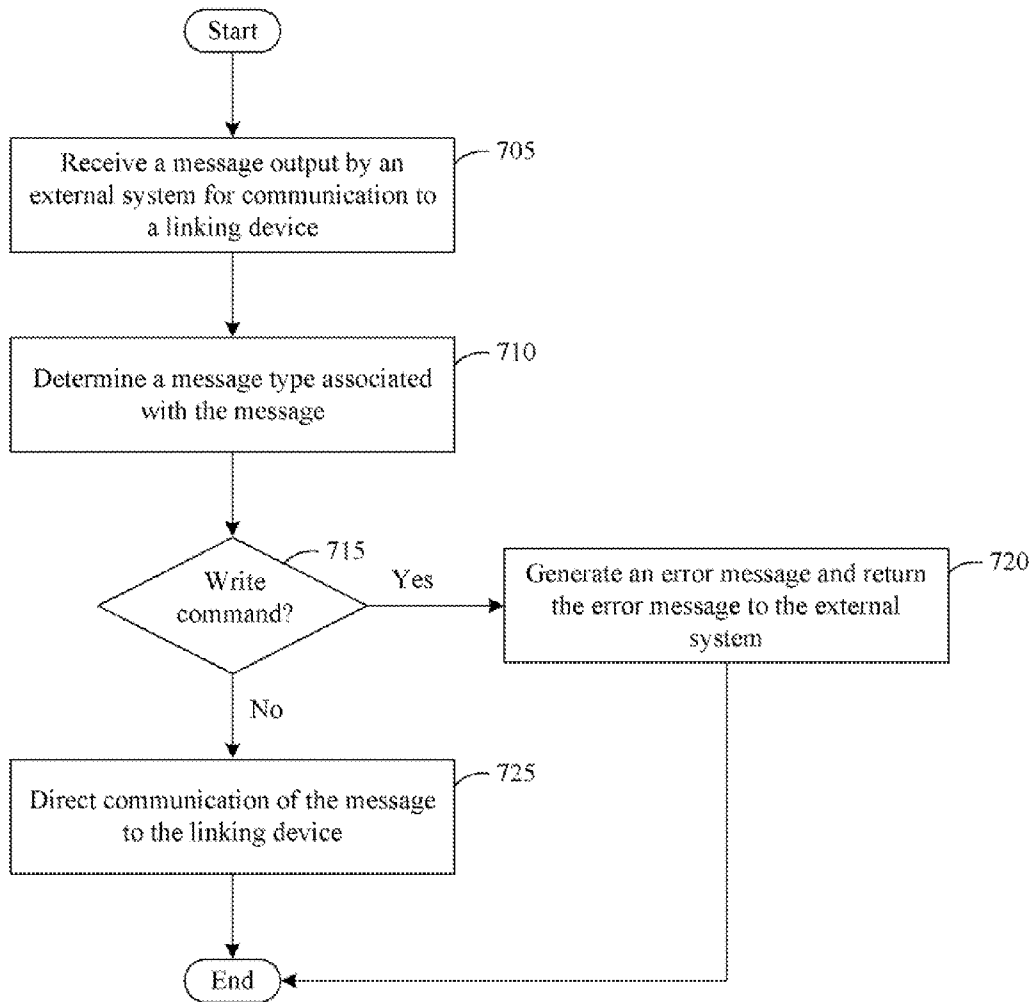 Start
Receive a message output by an
external system for communication to
a linking device
705
Determine a message type associated
with the message
710
Write
command?
715
Yes
Generate an error message and return
the error message to the external
system
720
No
Direct communication of the message
to the linking device
725
End